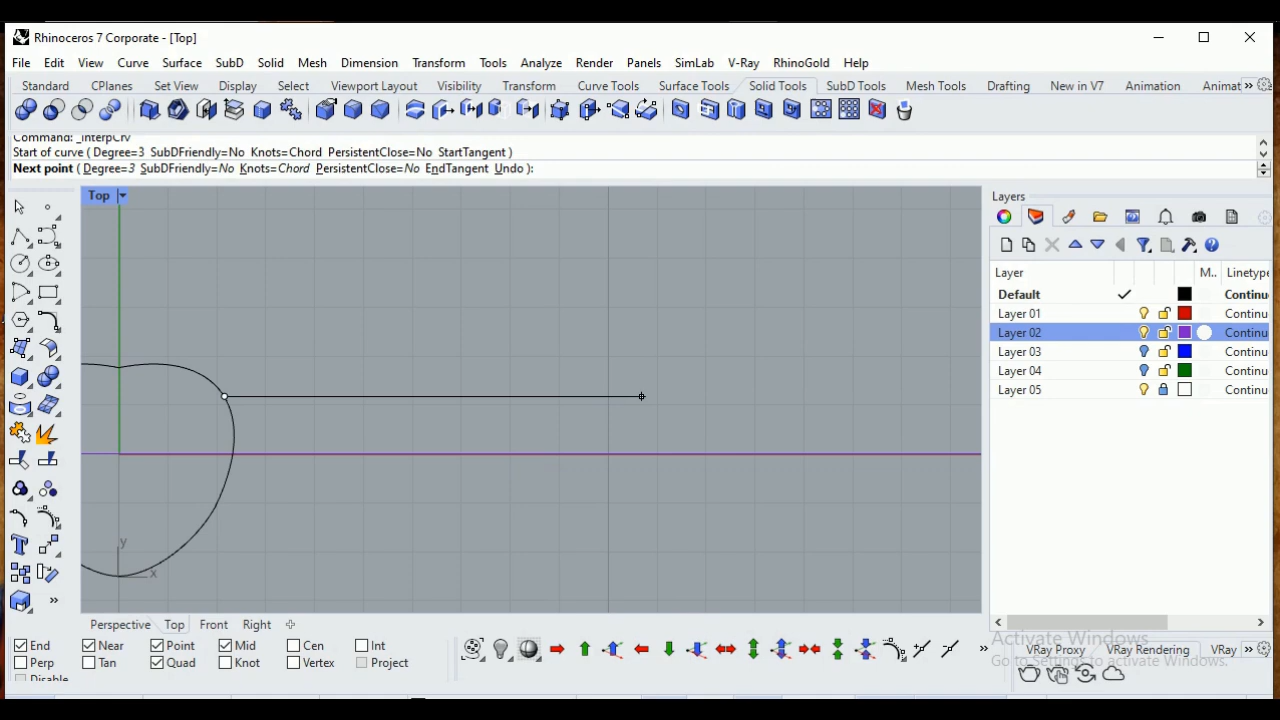 Rhinoceros 7 Corporate - [Top]
File Edit View Curve Surface SubD Solid Mesh Dimension Transform Tools Analyze Render Panels SimLab V-Ray RhinoGold Help
Standard CPlanes Set View Display Select Viewport Layout Visibility Transform Curve Tools Surface Tools Solid Tools SubD Tools Mesh Tools Drafting New in V7 Animation Animat »
Command: _InterpCrv
Start of curve ( Degree=3 SubDFriendly=No Knots=Chord PersistentClose=No StartTangent )
Next point ( Degree=3 SubDFriendly=No Knots=Chord PersistentClose=No EndTangent Undo ):
Top
Layers
Layer M.. Linetype
Default Continu
Layer 01 Continu
Layer 02 Continu
Layer 03 Continu
Layer 04 Continu
Layer 05 Continu
y
x
»
Perspective Top Front Right
End Near Point Mid Cen Int
Perp Tan Quad Knot Vertex Project
Disable
»
Activate Windows
Go to Settings to activate Windows.
VRay Proxy VRay Rendering VRay »